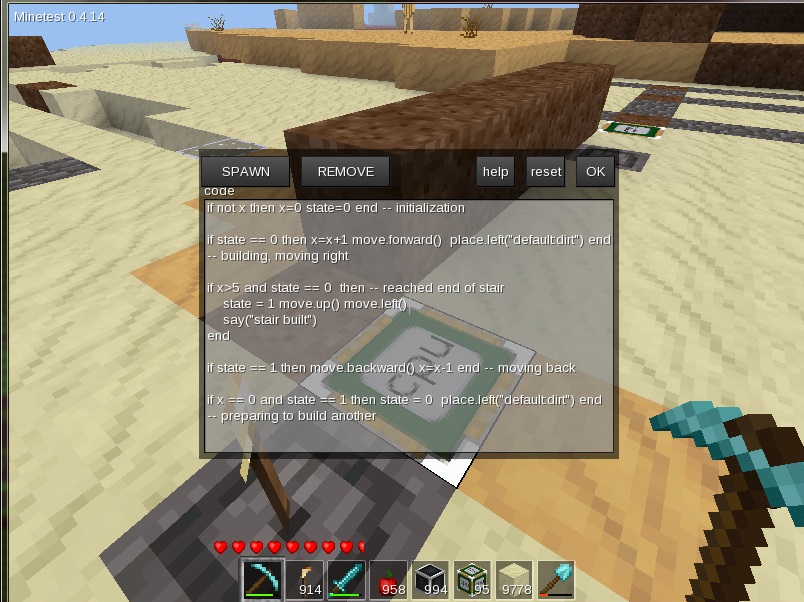 Minetest 0.4.14
SPAWN REMOVE help reset OK
code
if not x then x=0 state=0 end -- initialization
if state == 0 then x=x+1 move.forward()  place.left("default:dirt") end
-- building, moving right
if x>5 and state == 0  then -- reached end of stair
state = 1 move.up() move.left()
say("stair built")
end
if state == 1 then move.backward() x=x-1 end -- moving back
if x == 0 and state == 1 then state = 0  place.left("default:dirt") end
-- preparing to build another
cpu
914 958 994 95 9778